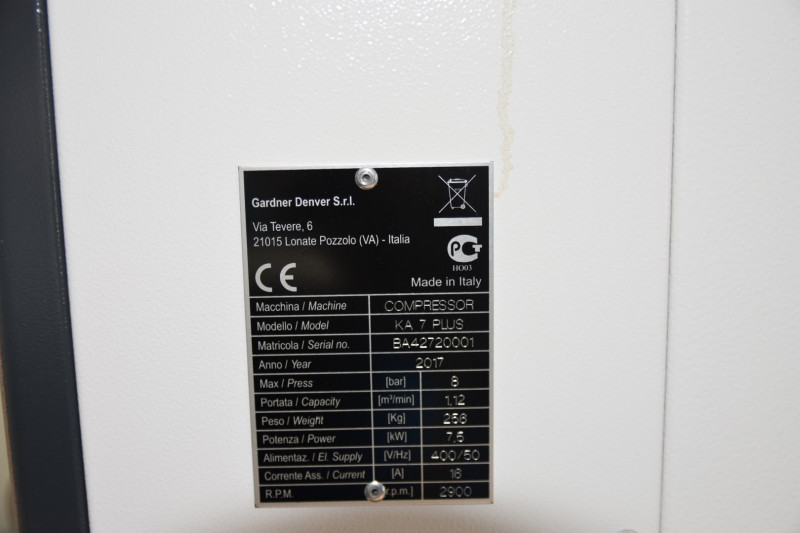 Gardner Denver S.r.l.
Via Tevere, 6
21015 Lonate Pozzolo (VA) - Italia
CE
PCT
HO03
Made in Italy
Macchina / Machine COMPRESSOR
Modello / Model KA 7 PLUS
Matricola / Serial no. BA42720001
Anno / Year 2017
Max / Press [bar] 8
Portata / Capacity [m³/min] 1,12
Peso / Weight [Kg] 256
Potenza / Power [kW] 7,5
Alimentaz. / El. Supply [V/Hz] 400/50
Corrente Ass. / Current [A] 16
R.P.M. r.p.m.] 2900